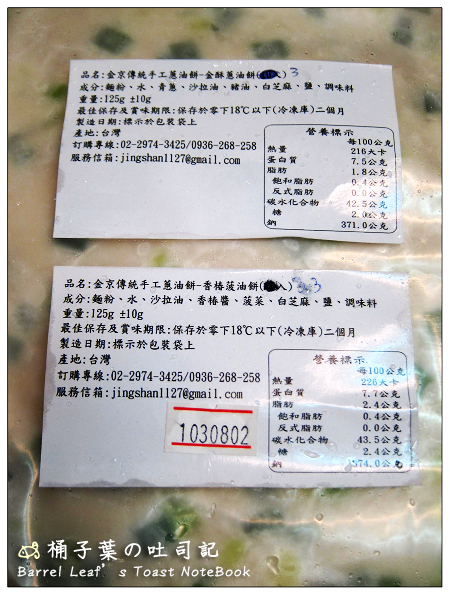 品名:金京傳統手工蔥油餅-金酥蔥油餅( 入) 3
成分:麵粉、水、青蔥、沙拉油、豬油、白芝麻、鹽、調味料
重量:125g ±10g
最佳保存及賞味期限:保存於零下18℃以下(冷凍庫)二個月
製造日期:標示於包裝袋上
產地:台灣
訂購專線:02-2974-3425/0936-268-258
服務信箱:jingshan1127@gmail.com
營養標示
每100公克
熱量 216大卡
蛋白質 7.5公克
脂肪 1.8公克
飽和脂肪 0.4公克
反式脂肪 0.0公克
碳水化合物 42.5公克
糖 2.0公克
鈉 371.0公克
品名:金京傳統手工蔥油餅-香椿菠油餅( 入) 3
成分:麵粉、水、沙拉油、香椿醬、菠菜、白芝麻、鹽、調味料
重量:125g ±10g
最佳保存及賞味期限:保存於零下18℃以下(冷凍庫)二個月
製造日期:標示於包裝袋上
產地:台灣
訂購專線:02-2974-3425/0936-268-258
服務信箱:jingshan1127@gmail.com
1030802
營養標示
每100公克
熱量 226大卡
蛋白質 7.7公克
脂肪 2.4公克
飽和脂肪 0.4公克
反式脂肪 0.0公克
碳水化合物 43.5公克
糖 2.4公克
鈉 374.0公克
桶子葉の吐司記
Barrel Leaf's Toast NoteBook